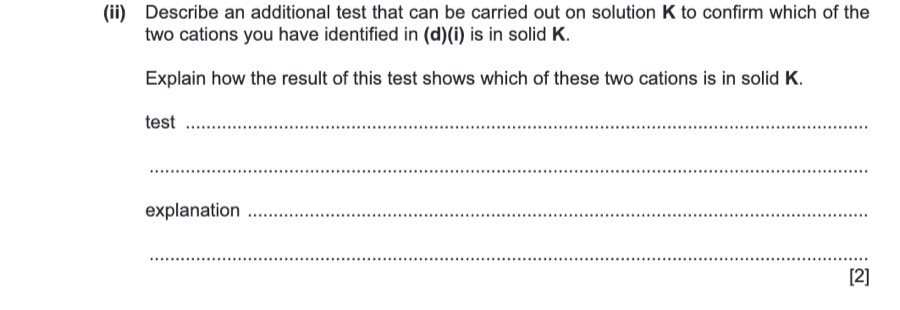 (ii) Describe an additional test that can be carried out on solution K to confirm which of the
two cations you have identified in (d)(i) is in solid K.
Explain how the result of this test shows which of these two cations is in solid K.
test
explanation
[2]